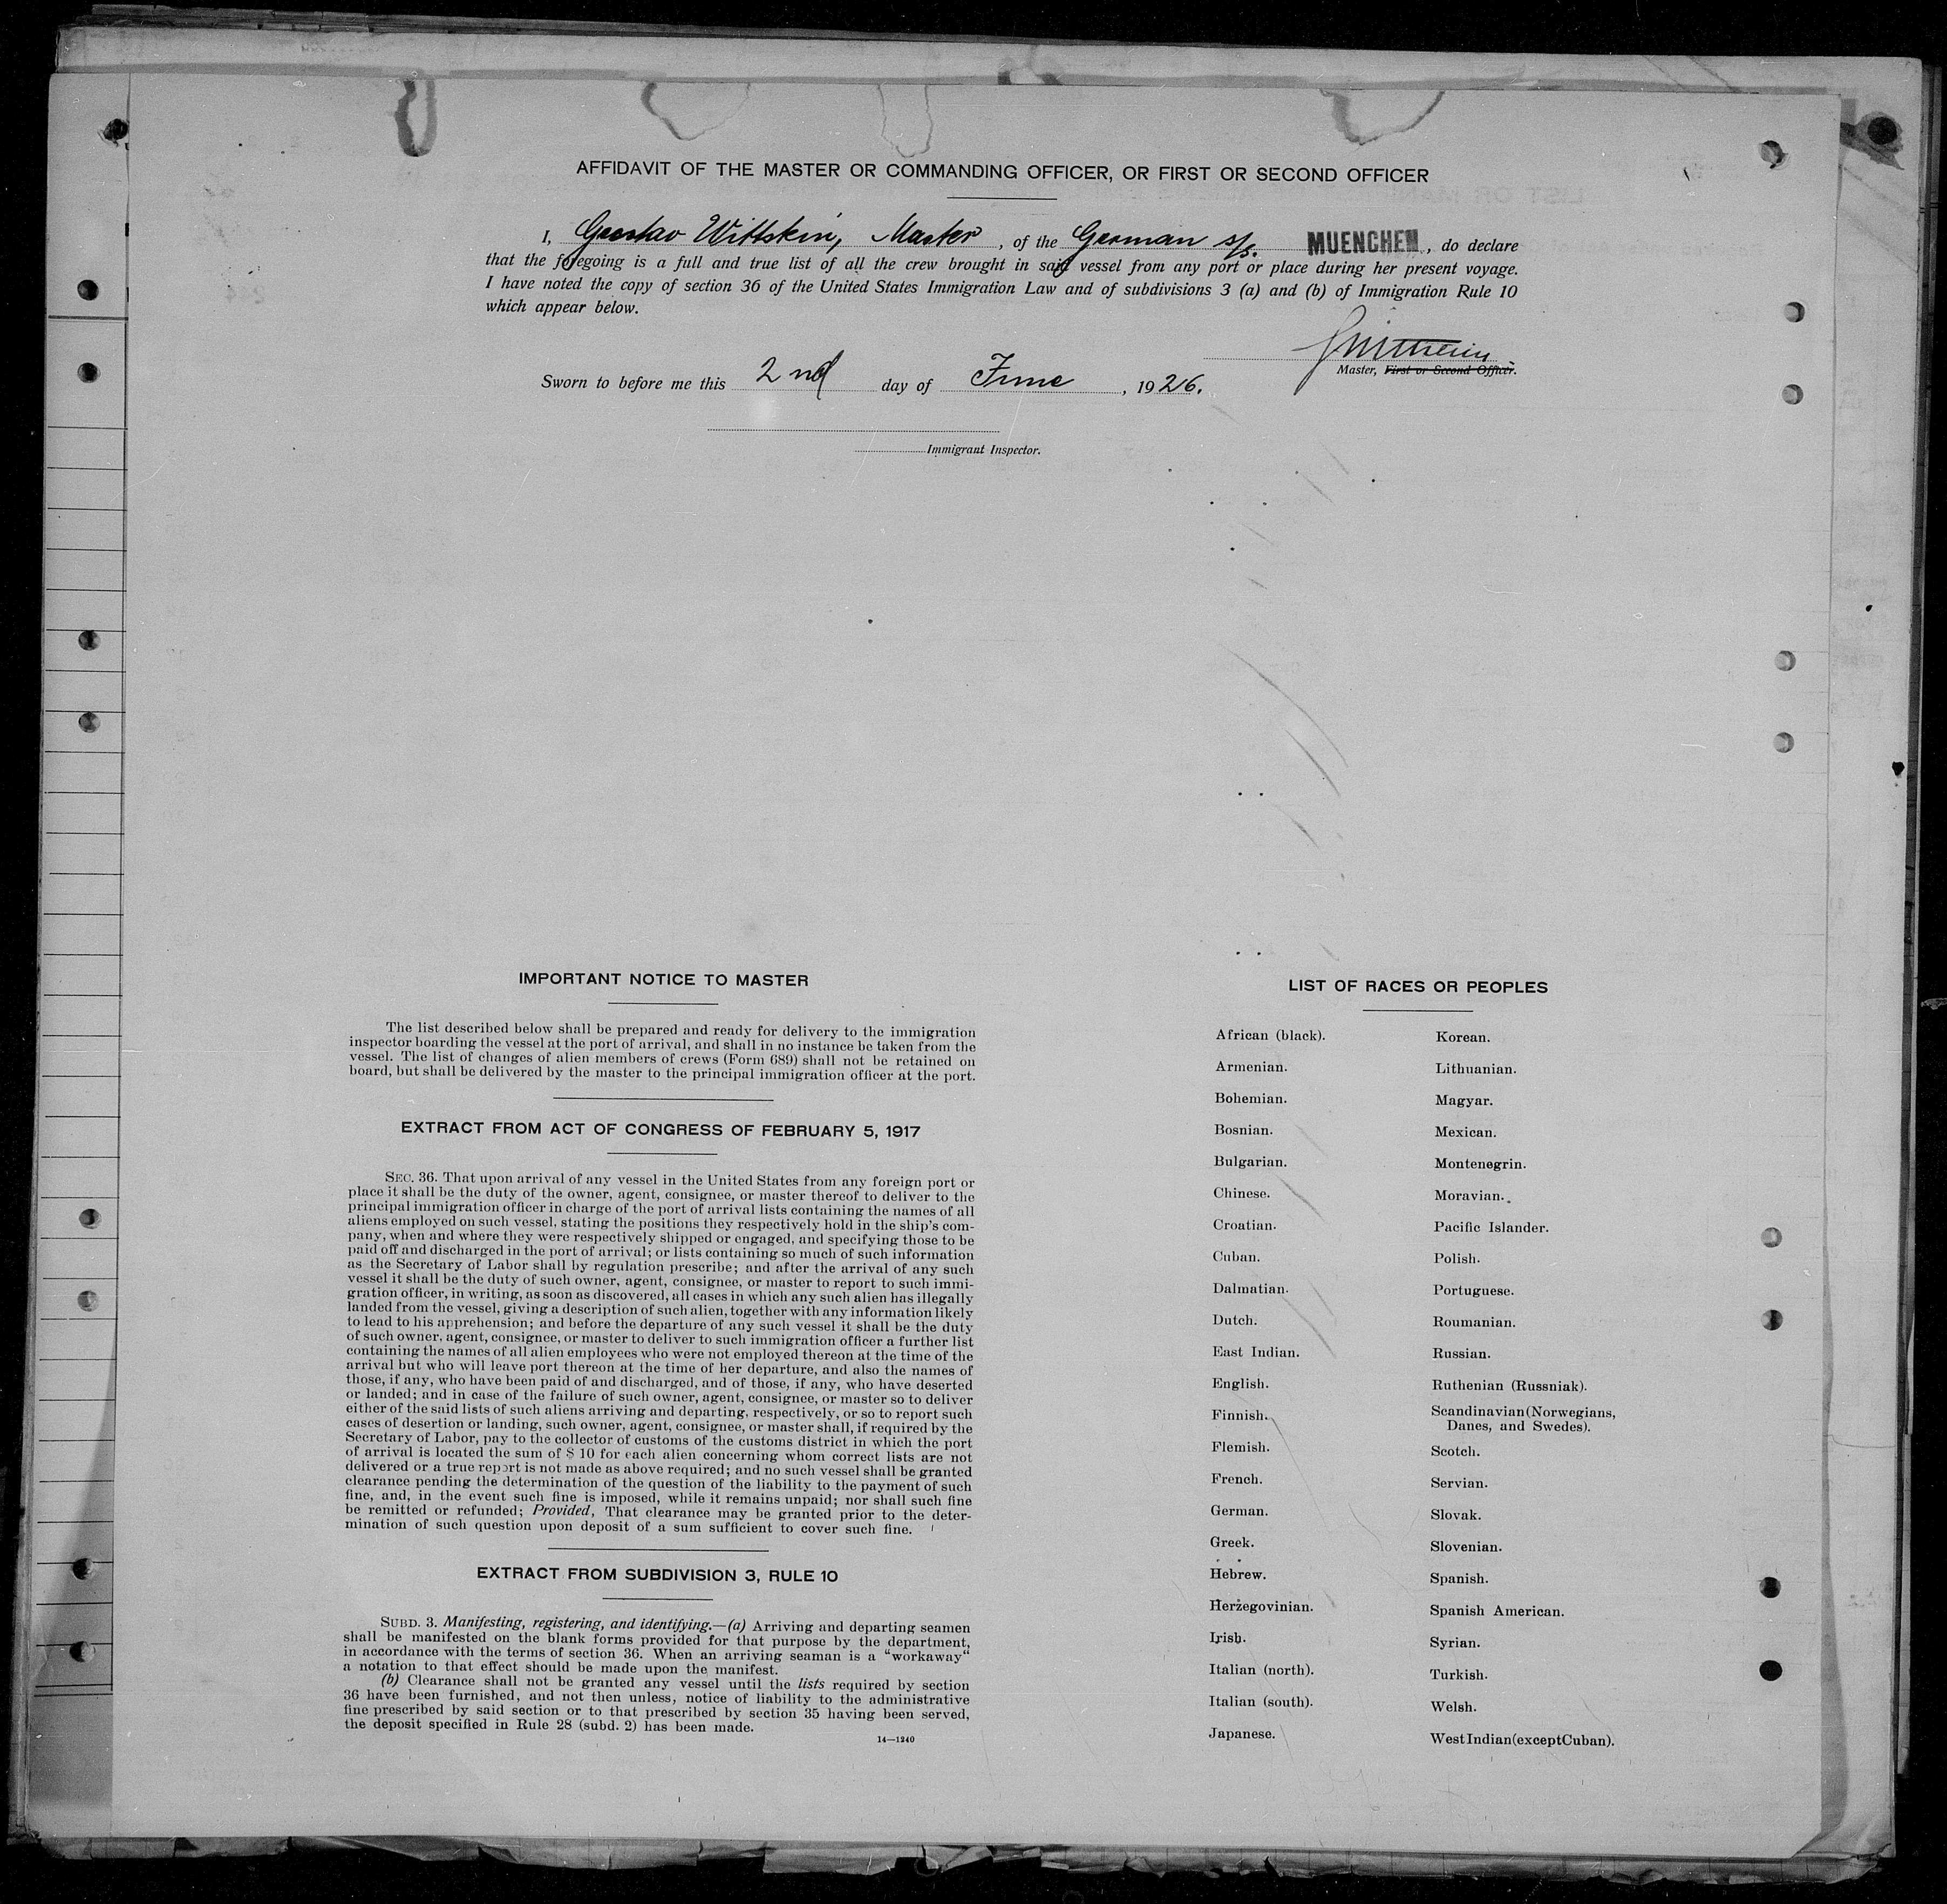 AFFIDAVIT OF THE MASTER OR COMMANDING OFFICER, OR FIRST OR SECOND OFFICER
I, Gustav Wittstein, Master, of the German s/s. MUENCHEN, do declare
that the foregoing is a full and true list of all the crew brought in said vessel from any port or place during her present voyage.
I have noted the copy of section 36 of the United States Immigration Law and of subdivisions 3 (a) and (b) of Immigration Rule 10
which appear below.
Master, First or Second Officer.
Sworn to before me this 2nd day of June, 1926.
Immigrant Inspector.
IMPORTANT NOTICE TO MASTER
The list described below shall be prepared and ready for delivery to the immigration
inspector boarding the vessel at the port of arrival, and shall in no instance be taken from the
vessel. The list of changes of alien members of crews (Form 689) shall not be retained on
board, but shall be delivered by the master to the principal immigration officer at the port.
EXTRACT FROM ACT OF CONGRESS OF FEBRUARY 5, 1917
SEC. 36. That upon arrival of any vessel in the United States from any foreign port or
place it shall be the duty of the owner, agent, consignee, or master thereof to deliver to the
principal immigration officer in charge of the port of arrival lists containing the names of all
aliens employed on such vessel, stating the positions they respectively hold in the ship's com-
pany, when and where they were respectively shipped or engaged, and specifying those to be
paid off and discharged in the port of arrival; or lists containing so much of such information
as the Secretary of Labor shall by regulation prescribe; and after the arrival of any such
vessel it shall be the duty of such owner, agent, consignee, or master to report to such immi-
gration officer, in writing, as soon as discovered, all cases in which any such alien has illegally
landed from the vessel, giving a description of such alien, together with any information likely
to lead to his apprehension; and before the departure of any such vessel it shall be the duty
of such owner, agent, consignee, or master to deliver to such immigration officer a further list
containing the names of all alien employees who were not employed thereon at the time of the
arrival but who will leave port thereon at the time of her departure, and also the names of
those, if any, who have been paid of and discharged, and of those, if any, who have deserted
or landed; and in case of the failure of such owner, agent, consignee, or master so to deliver
either of the said lists of such aliens arriving and departing, respectively, or so to report such
cases of desertion or landing, such owner, agent, consignee, or master shall, if required by the
Secretary of Labor, pay to the collector of customs of the customs district in which the port
of arrival is located the sum of $ 10 for each alien concerning whom correct lists are not
delivered or a true report is not made as above required; and no such vessel shall be granted
clearance pending the determination of the question of the liability to the payment of such
fine, and, in the event such fine is imposed, while it remains unpaid; nor shall such fine
be remitted or refunded; Provided, That clearance may be granted prior to the deter-
mination of such question upon deposit of a sum sufficient to cover such fine.
EXTRACT FROM SUBDIVISION 3, RULE 10
SUBD. 3. Manifesting, registering, and identifying.—(a) Arriving and departing seamen
shall be manifested on the blank forms provided for that purpose by the department,
in accordance with the terms of section 36. When an arriving seaman is a “workaway“
a notation to that effect should be made upon the manifest.
(b) Clearance shall not be granted any vessel until the lists required by section
36 have been furnished, and not then unless, notice of liability to the administrative
fine prescribed by said section or to that prescribed by section 35 having been served,
the deposit specified in Rule 28 (subd. 2) has been made.
14—1240
LIST OF RACES OR PEOPLES
African (black).
Armenian.
Bohemian.
Bosnian.
Bulgarian.
Chinese.
Croatian.
Cuban.
Dalmatian.
Dutch.
East Indian.
English.
Finnish.
Flemish.
French.
German.
Greek.
Hebrew.
Herzegovinian.
Irish.
Italian (north).
Italian (south).
Japanese.
Korean.
Lithuanian.
Magyar.
Mexican.
Montenegrin.
Moravian.
Pacific Islander.
Polish.
Portuguese.
Roumanian.
Russian.
Ruthenian (Russniak).
Scandinavian (Norwegians,
Danes, and Swedes).
Scotch.
Servian.
Slovak.
Slovenian.
Spanish.
Spanish American.
Syrian.
Turkish.
Welsh.
West Indian (except Cuban).